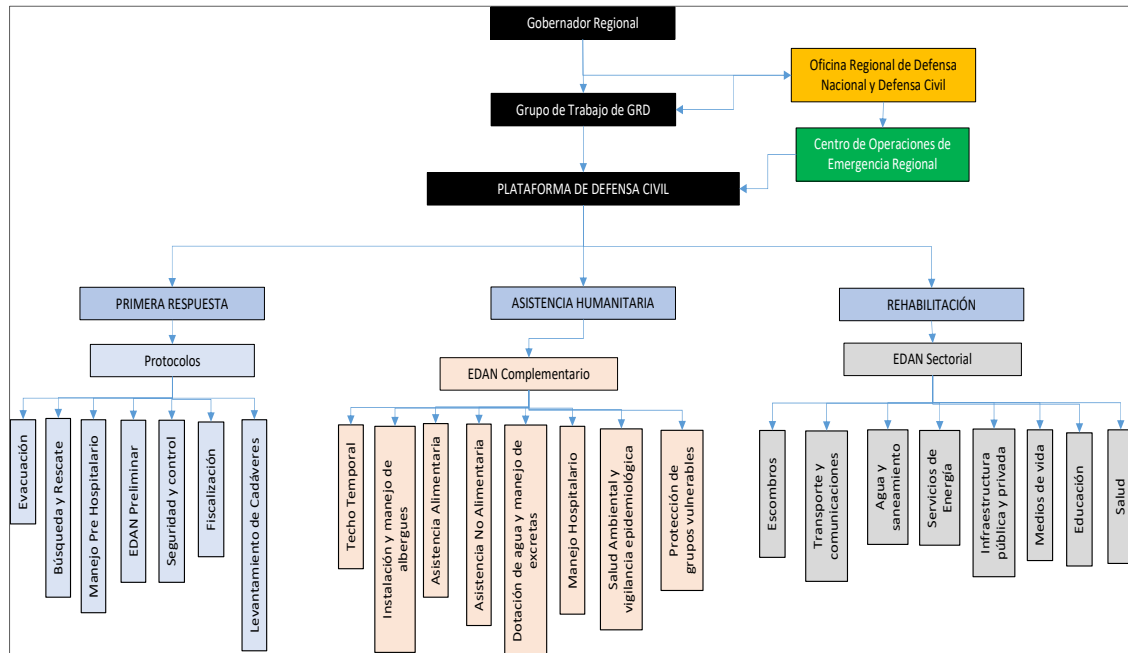 Gobernador Regional
Oficina Regional de Defensa
Nacional y Defensa Civil
Grupo de Trabajo de GRD
Centro de Operaciones de
Emergencia Regional
PLATAFORMA DE DEFENSA CIVIL
PRIMERA RESPUESTA
ASISTENCIA HUMANITARIA
REHABILITACIÓN
Protocolos
EDAN Complementario
EDAN Sectorial
Evacuación
Búsqueda y Rescate
Manejo Pre Hospitalario
EDAN Preliminar
Seguridad y control
Fiscalización
Levantamiento de Cadáveres
Techo Temporal
Instalación y manejo de
albergues
Asistencia Alimentaria
Asistencia No Alimentaria
Dotación de agua y manejo de
excretas
Manejo Hospitalario
Salud Ambiental y
vigilancia epidemiológica
Protección de
grupos vulnerables
Escombros
Transporte y
comunicaciones
Agua y
saneamiento
Servicios de
Energía
Infraestructura
pública y privada
Medios de vida
Educación
Salud